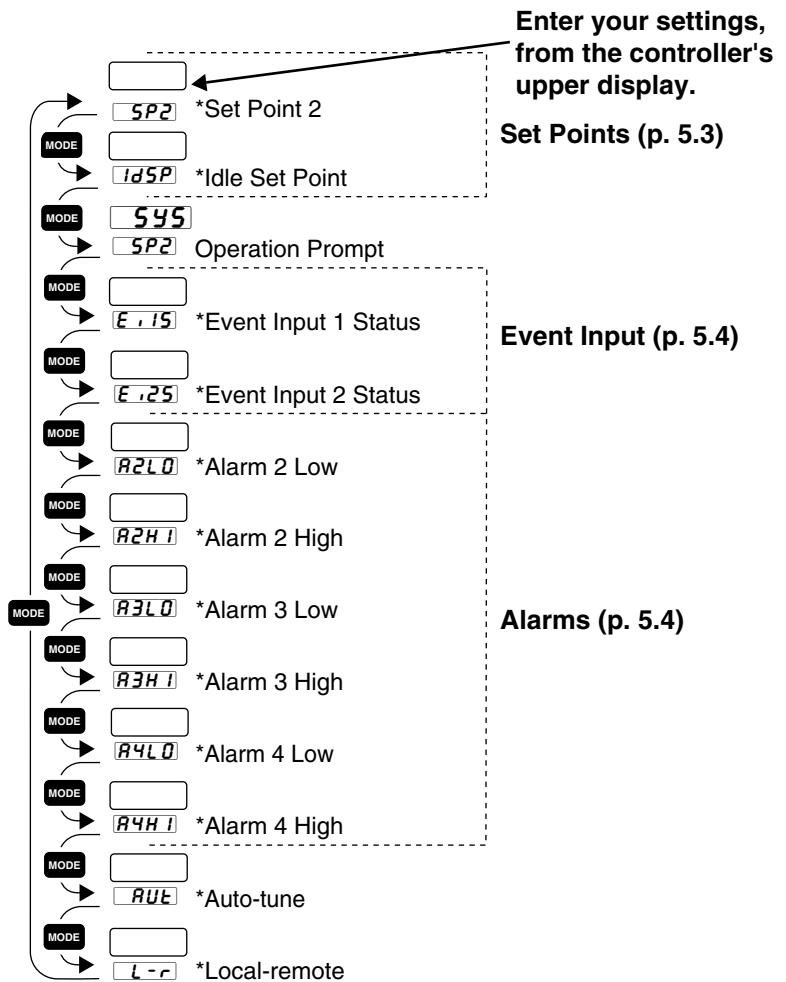 Enter your settings,
from the controller's
upper display.
SP2 *Set Point 2
Set Points (p. 5.3)
MODE
IdSP *Idle Set Point
MODE
SYS
SP2 Operation Prompt
MODE
Ei1S *Event Input 1 Status
Event Input (p. 5.4)
MODE
Ei2S *Event Input 2 Status
MODE
A2LO *Alarm 2 Low
MODE
A2HI *Alarm 2 High
MODE
A3LO *Alarm 3 Low
MODE
Alarms (p. 5.4)
MODE
A3HI *Alarm 3 High
MODE
A4LO *Alarm 4 Low
MODE
A4HI *Alarm 4 High
MODE
AUt *Auto-tune
MODE
L-r *Local-remote